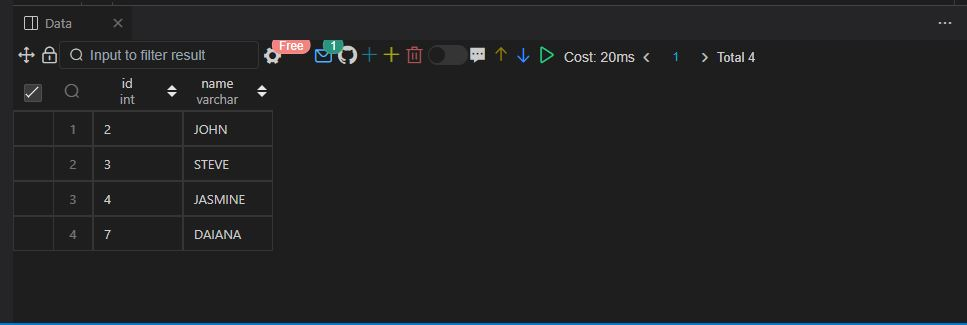 Data
Input to filter result Free 1 Cost: 20ms 1 Total 4
id name
int varchar
1 2 JOHN
2 3 STEVE
3 4 JASMINE
4 7 DAIANA